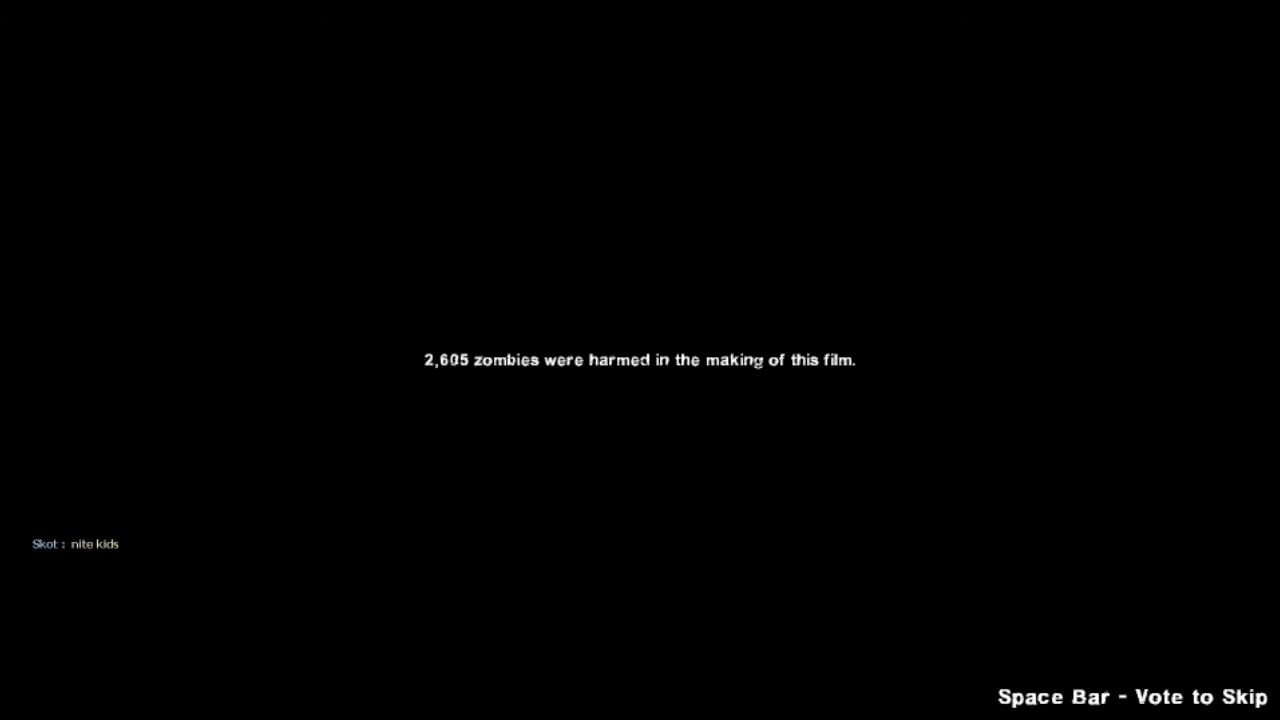 2,605 zombies were harmed in the making of this film.
Skot : nite kids
Space Bar - Vote to Skip